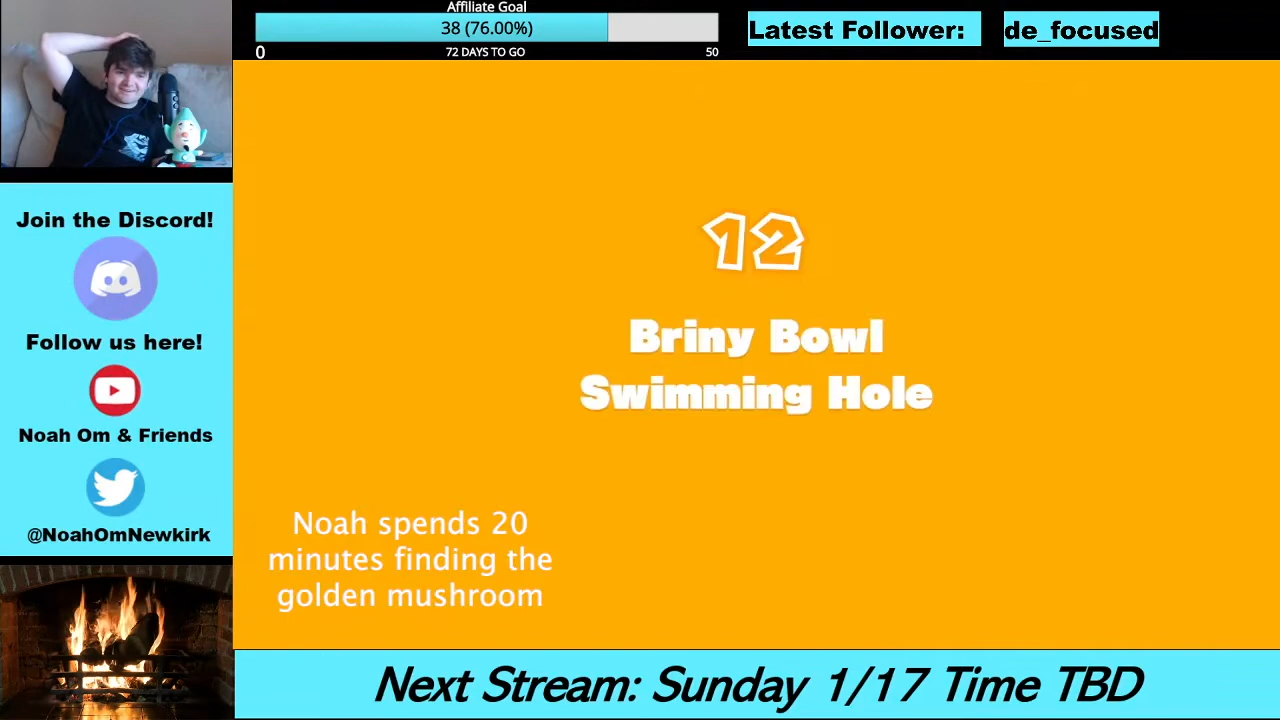 Affiliate Goal
38 (76.00%)
0
72 DAYS TO GO
50
Latest Follower:
de_focused
Join the Discord!
Follow us here!
Noah Om & Friends
@NoahOmNewkirk
12
Briny Bowl
Swimming Hole
Noah spends 20
minutes finding the
golden mushroom
Next Stream: Sunday 1/17 Time TBD